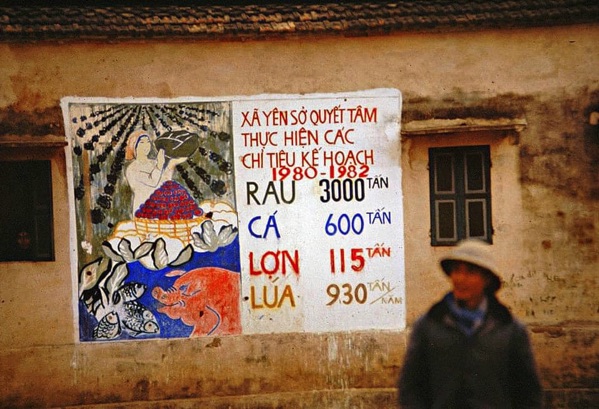 XÃ YÊN SỞ QUYẾT TÂM
THỰC HIỆN CÁC
CHỈ TIÊU KẾ HOẠCH
1980-1982
RAU 3000 TẤN
CÁ 600 TẤN
LỢN 115 TẤN
LÚA 930 TẤN/NĂM